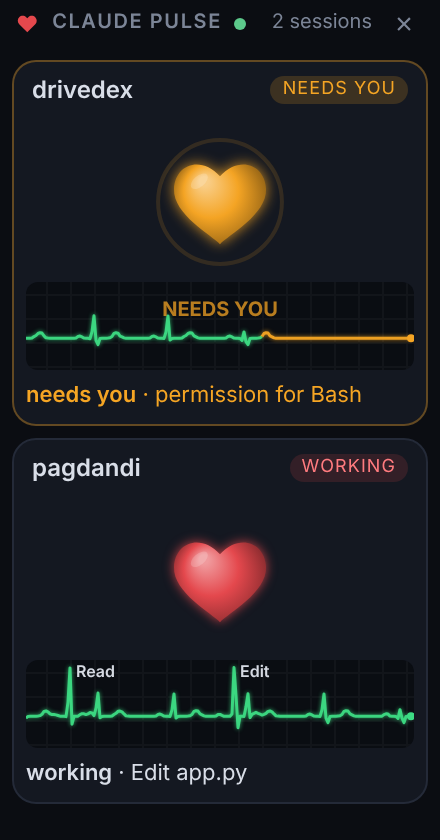 CLAUDE PULSE 2 sessions ×
drivedex NEEDS YOU
NEEDS YOU
needs you · permission for Bash
pagdandi WORKING
Read Edit
working · Edit app.py